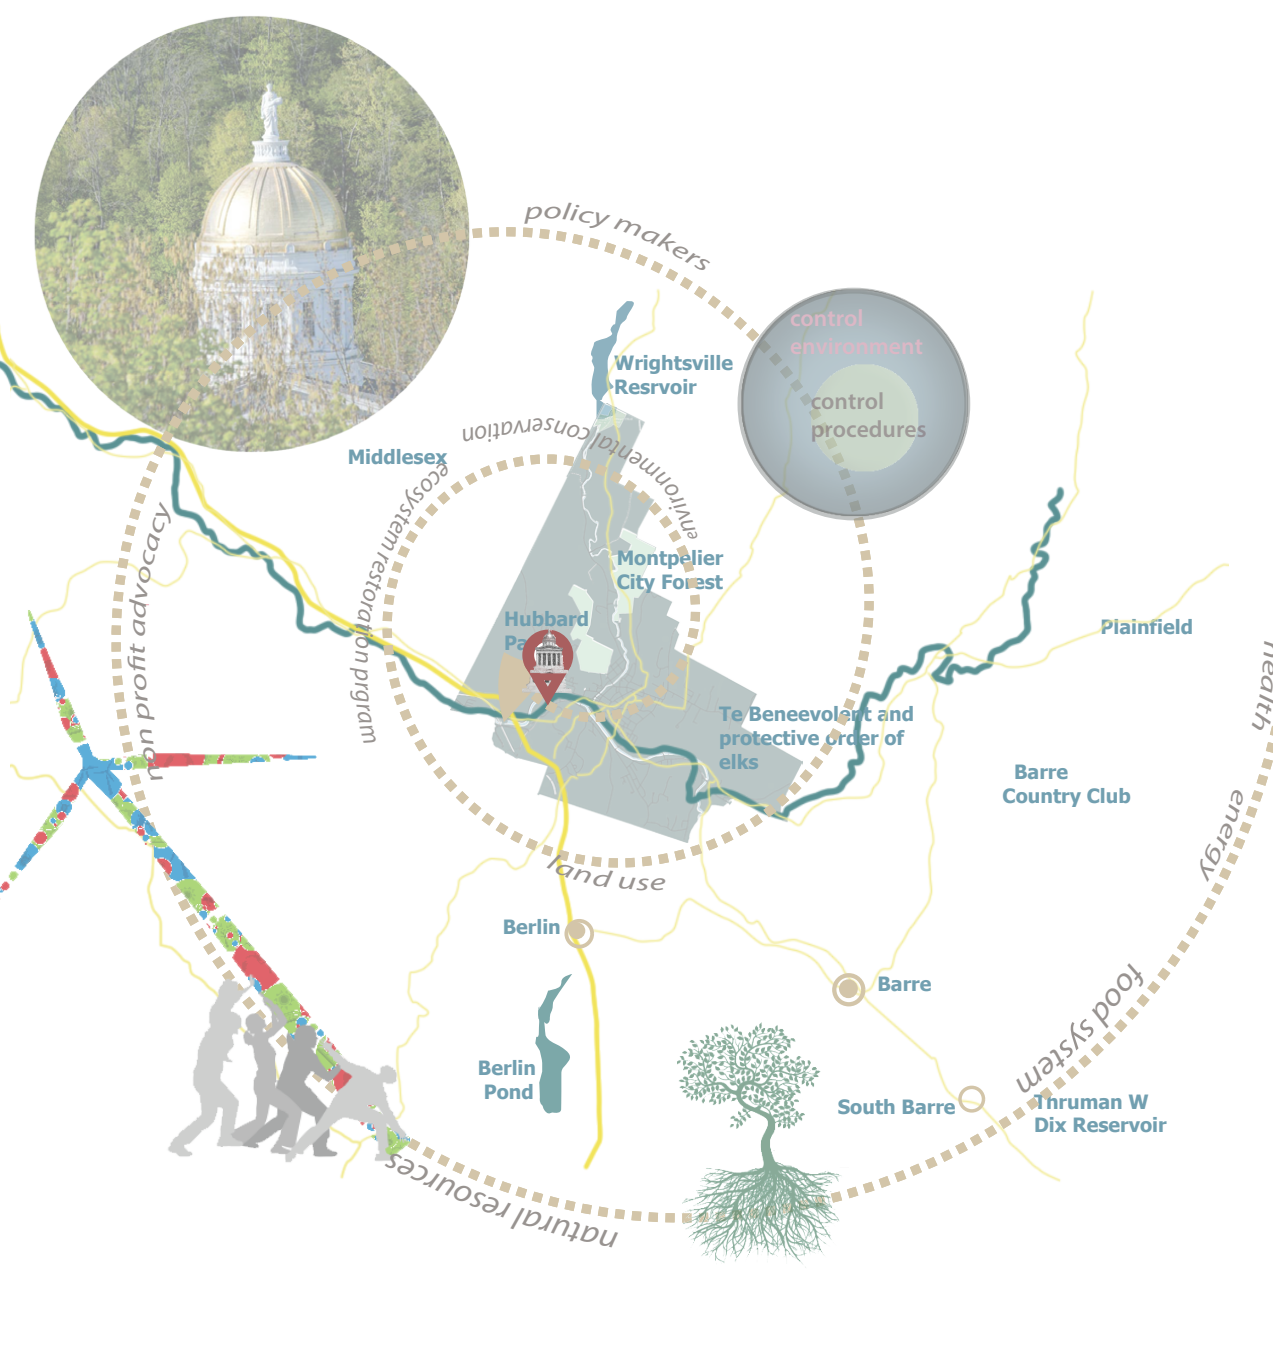 policy makers
control
environment
control
procedures
Wrightsville
Resrvoir
environmental conservation
Middlesex
ecosystem restoration prgram
non profit advocacy
Montpelier
City Forest
Hubbard
Plainfield
health
Te Beneevolent and
protective order of
elks
Barre
Country Club
energy
land use
Berlin
Barre
food system
Berlin
Pond
South Barre
Thruman W
Dix Reservoir
natural resources